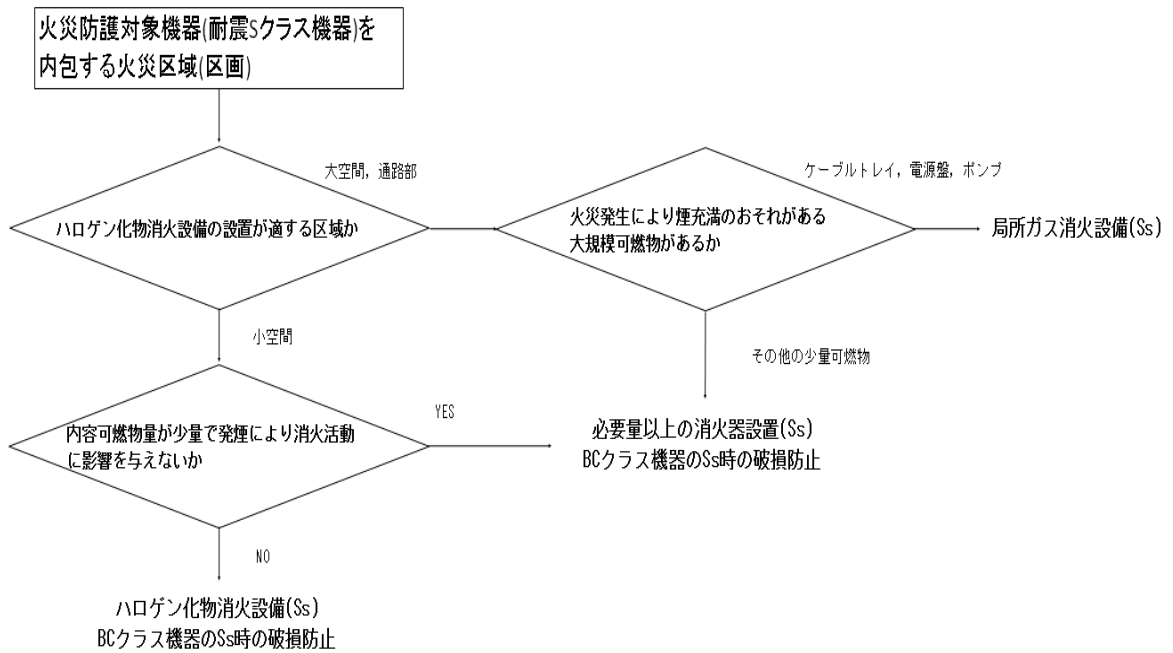 火災防護対象機器(耐震Sクラス機器)を
内包する火災区域(区画)
大空間，通路部
ハロゲン化物消火設備の設置が適する区域か
ケーブルトレイ，電源盤，ポンプ
火災発生により煙充満のおそれがある
大規模可燃物があるか
局所ガス消火設備(Ss)
小空間
その他の少量可燃物
内容可燃物量が少量で発煙により消火活動
に影響を与えないか
YES
必要量以上の消火器設置(Ss)
BCクラス機器のSs時の破損防止
NO
ハロゲン化物消火設備(Ss)
BCクラス機器のSs時の破損防止